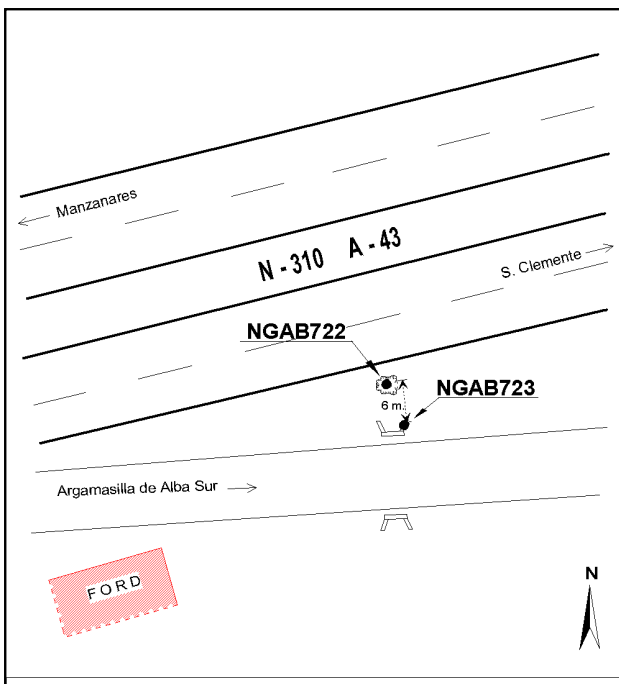 Manzanares
N - 310 A - 43
S. Clemente
NGAB722
NGAB723
6 m.
Argamasilla de Alba Sur
FORD
N